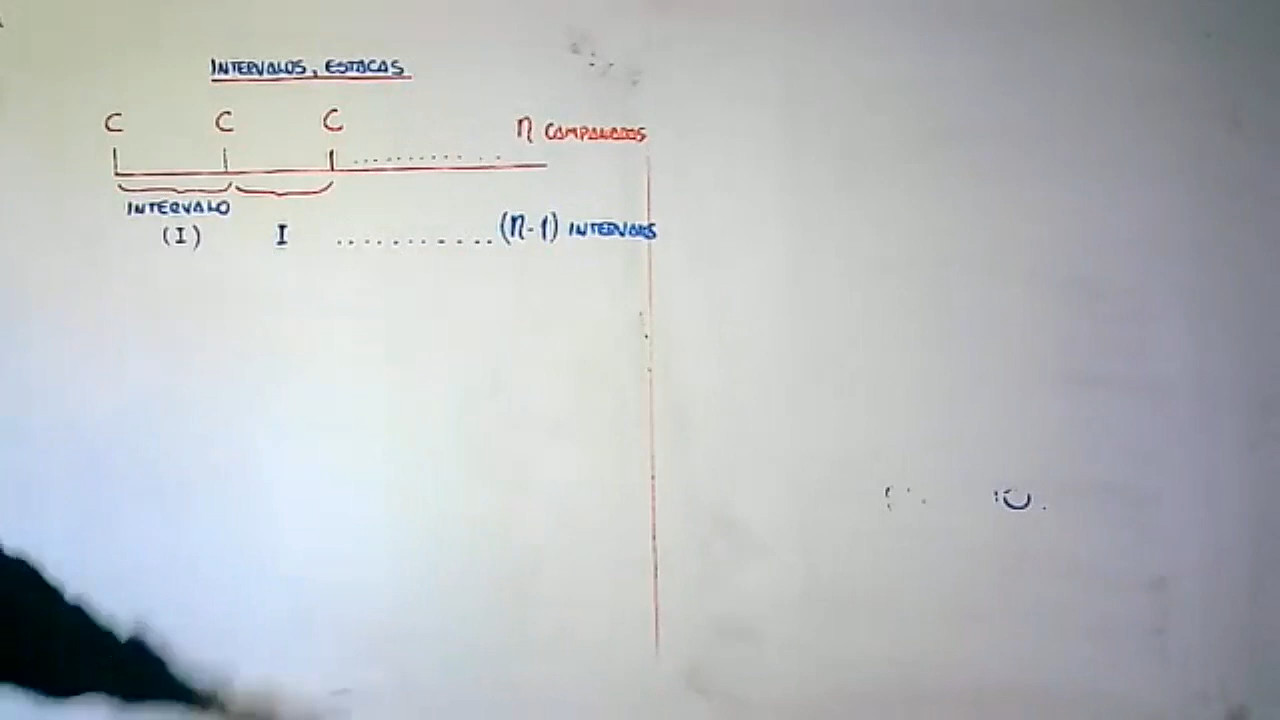 INTERVALOS, ESTACAS
C C C n CAMPANADAS
INTERVALO
(I) I .......... (n-1) INTERVALOS